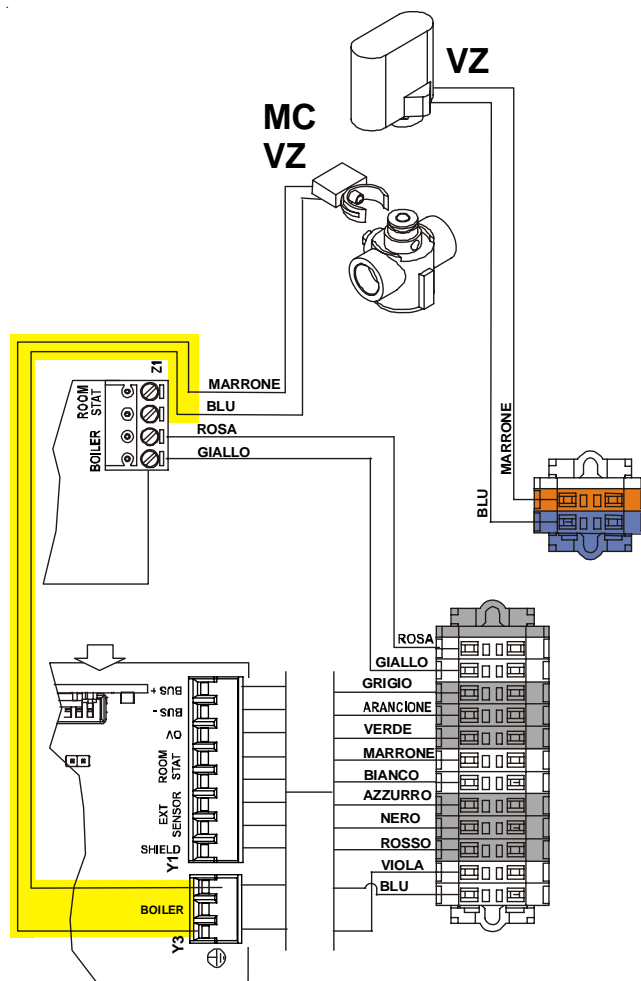 VZ
MC
VZ
Z1
ROOM
STAT
BOILER
MARRONE
BLU
ROSA
GIALLO
MARRONE
BLU
BUS +
BUS -
0V
ROOM
STAT
EXT
SENSOR
SHIELD
Y1
BOILER
Y3
ROSA
GIALLO
GRIGIO
ARANCIONE
VERDE
MARRONE
BIANCO
AZZURRO
NERO
ROSSO
VIOLA
BLU